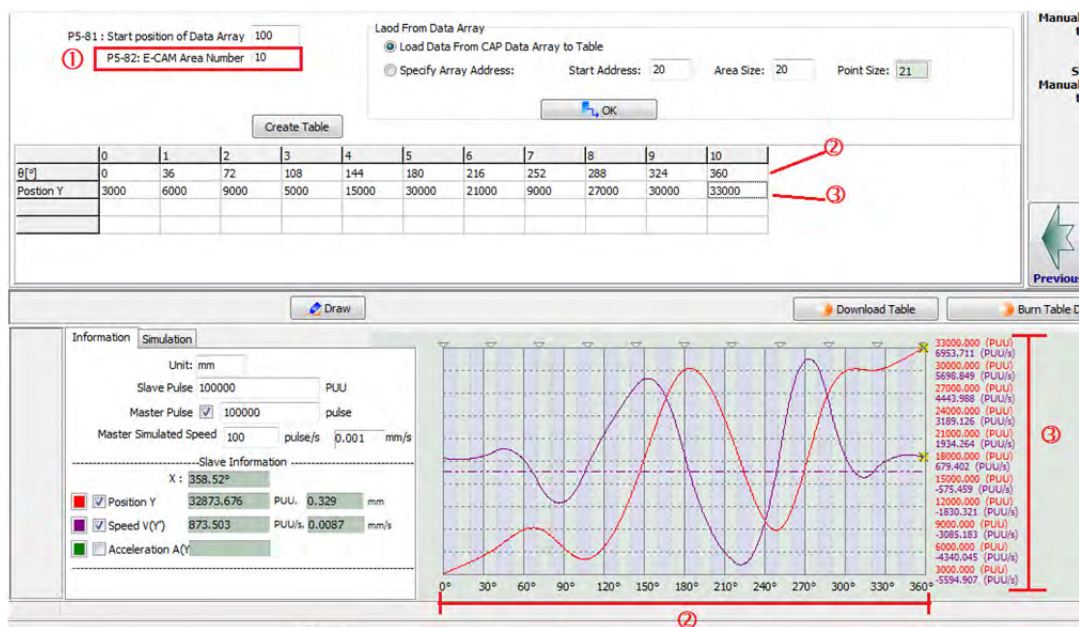 Manual
P5-81 : Start position of Data Array 100
① P5-82: E-CAM Area Number 10
Laod From Data Array
Load Data From CAP Data Array to Table
Specify Array Address: Start Address: 20 Area Size: 20 Point Size: 21
OK
S
Manual
Create Table
0 1 2 3 4 5 6 7 8 9 10
θ[°] 0 36 72 108 144 180 216 252 288 324 360
Postion Y 3000 6000 9000 5000 15000 30000 21000 9000 27000 30000 33000
②
③
Previous
Draw
Download Table
Burn Table D
Information Simulation
Unit: mm
Slave Pulse 100000 PUU
Master Pulse 100000 pulse
Master Simulated Speed 100 pulse/s 0.001 mm/s
Slave Information
X : 358.52°
Position Y 32873.676 PUU, 0.329 mm
Speed V(Y') 873.503 PUU/s, 0.0087 mm/s
Acceleration A(Y
33000.000 (PUU)
6953.711 (PUU/s)
30000.000 (PUU)
5698.849 (PUU/s)
27000.000 (PUU)
4443.988 (PUU/s)
24000.000 (PUU)
3189.126 (PUU/s)
21000.000 (PUU)
1934.264 (PUU/s)
18000.000 (PUU)
679.402 (PUU/s)
15000.000 (PUU)
-575.459 (PUU/s)
12000.000 (PUU)
-1830.321 (PUU/s)
9000.000 (PUU)
-3085.183 (PUU/s)
6000.000 (PUU)
-4340.045 (PUU/s)
3000.000 (PUU)
-5594.907 (PUU/s)
③
0° 30° 60° 90° 120° 150° 180° 210° 240° 270° 300° 330° 360°
②